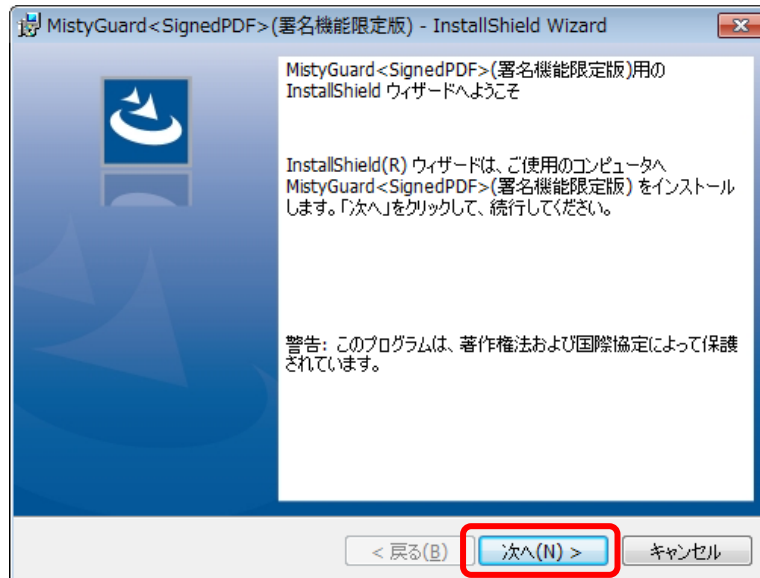 MistyGuard<SignedPDF>(署名機能限定版) - InstallShield Wizard
MistyGuard<SignedPDF>(署名機能限定版)用の
InstallShield ウィザードへようこそ
InstallShield(R) ウィザードは、ご使用のコンピュータへ
MistyGuard<SignedPDF>(署名機能限定版) をインストール
します。「次へ」をクリックして、続行してください。
警告: このプログラムは、著作権法および国際協定によって保護
されています。
< 戻る(B)
次へ(N) >
キャンセル